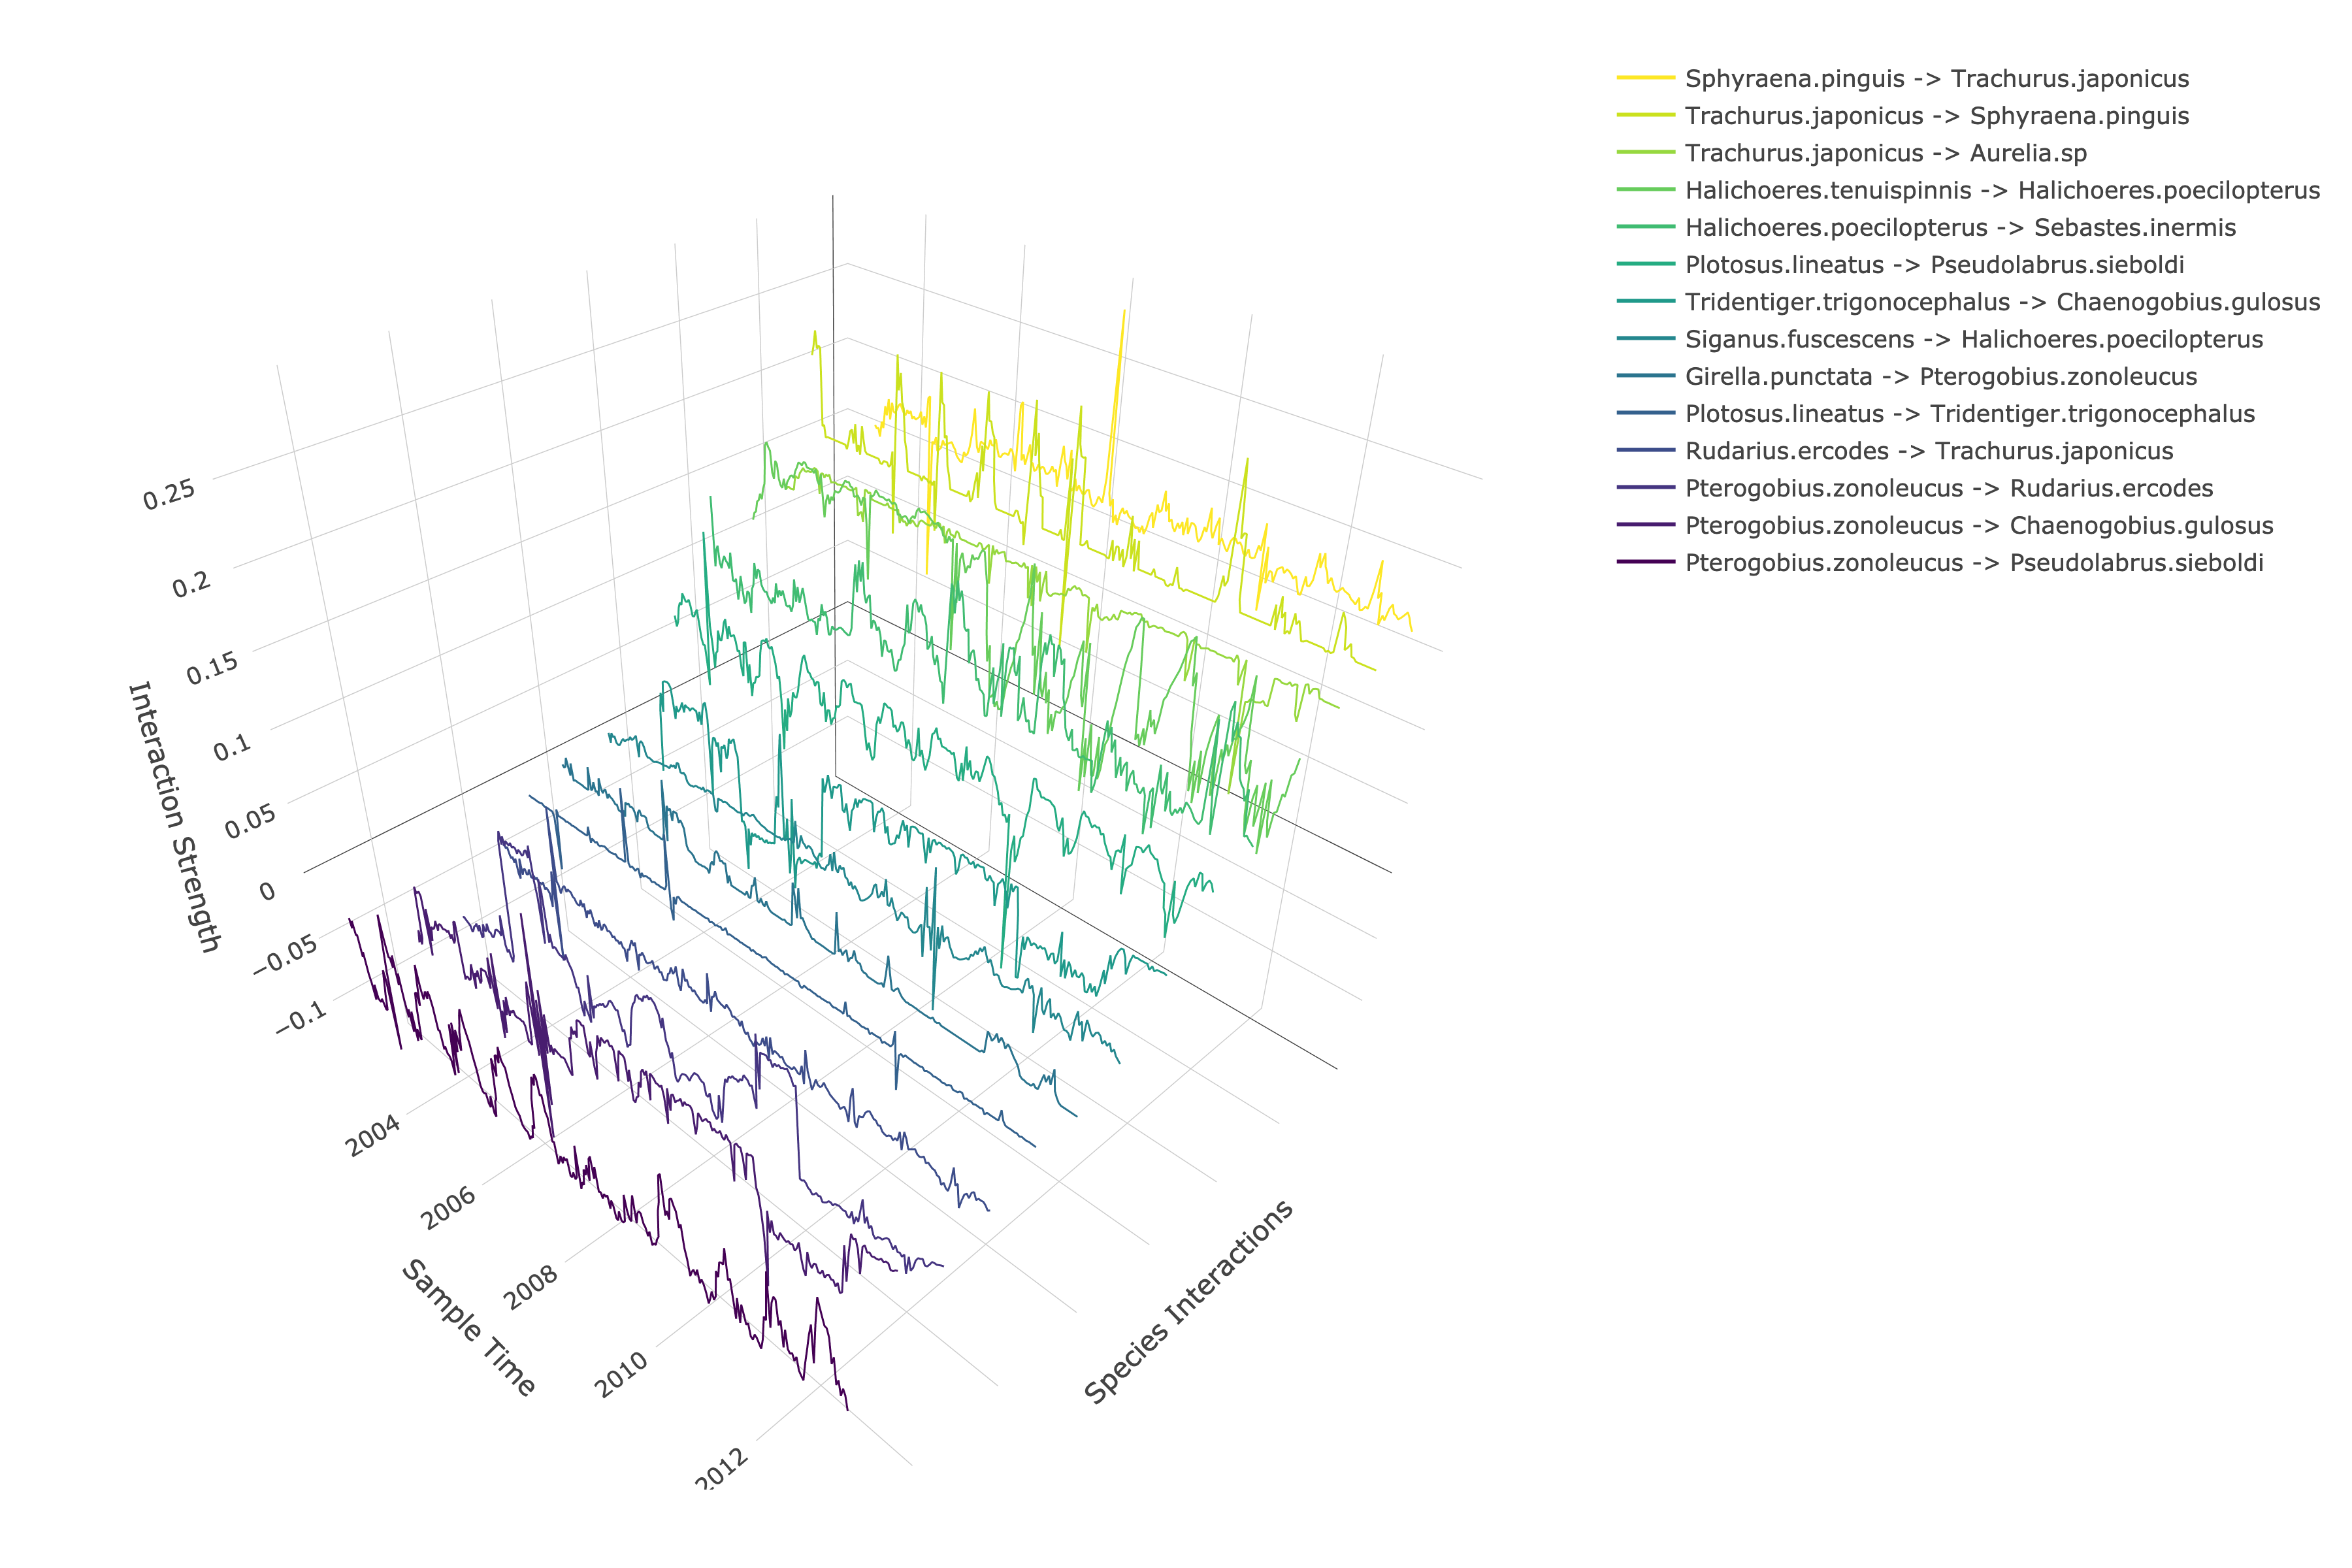 Sphyraena.pinguis -> Trachurus.japonicus
Trachurus.japonicus -> Sphyraena.pinguis
Trachurus.japonicus -> Aurelia.sp
Halichoeres.tenuispinnis -> Halichoeres.poecilopterus
Halichoeres.poecilopterus -> Sebastes.inermis
Plotosus.lineatus -> Pseudolabrus.sieboldi
Tridentiger.trigonocephalus -> Chaenogobius.gulosus
Siganus.fuscescens -> Halichoeres.poecilopterus
Girella.punctata -> Pterogobius.zonoleucus
Plotosus.lineatus -> Tridentiger.trigonocephalus
Rudarius.ercodes -> Trachurus.japonicus
Pterogobius.zonoleucus -> Rudarius.ercodes
Pterogobius.zonoleucus -> Chaenogobius.gulosus
Pterogobius.zonoleucus -> Pseudolabrus.sieboldi
0.25
0.2
0.15
0.1
0.05
0
−0.05
−0.1
Interaction Strength
2004
2006
2008
2010
2012
Sample Time
Species Interactions